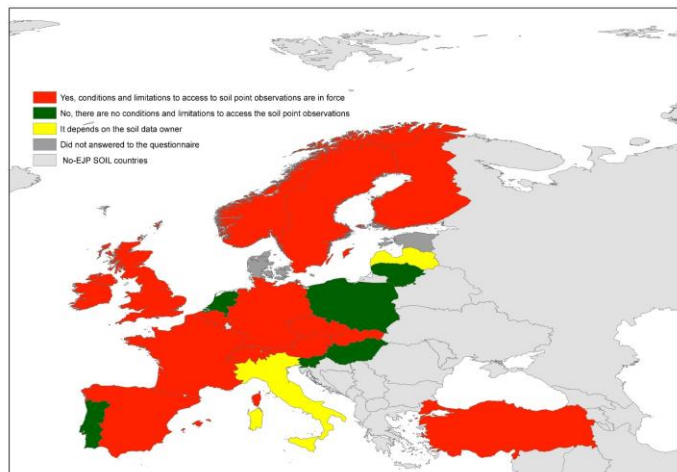 Yes, conditions and limitations to access to soil point observations are in force
No, there are no conditions and limitations to access the soil point observations
It depends on the soil data owner
Did not answered to the questionnaire
No-EJP SOIL countries